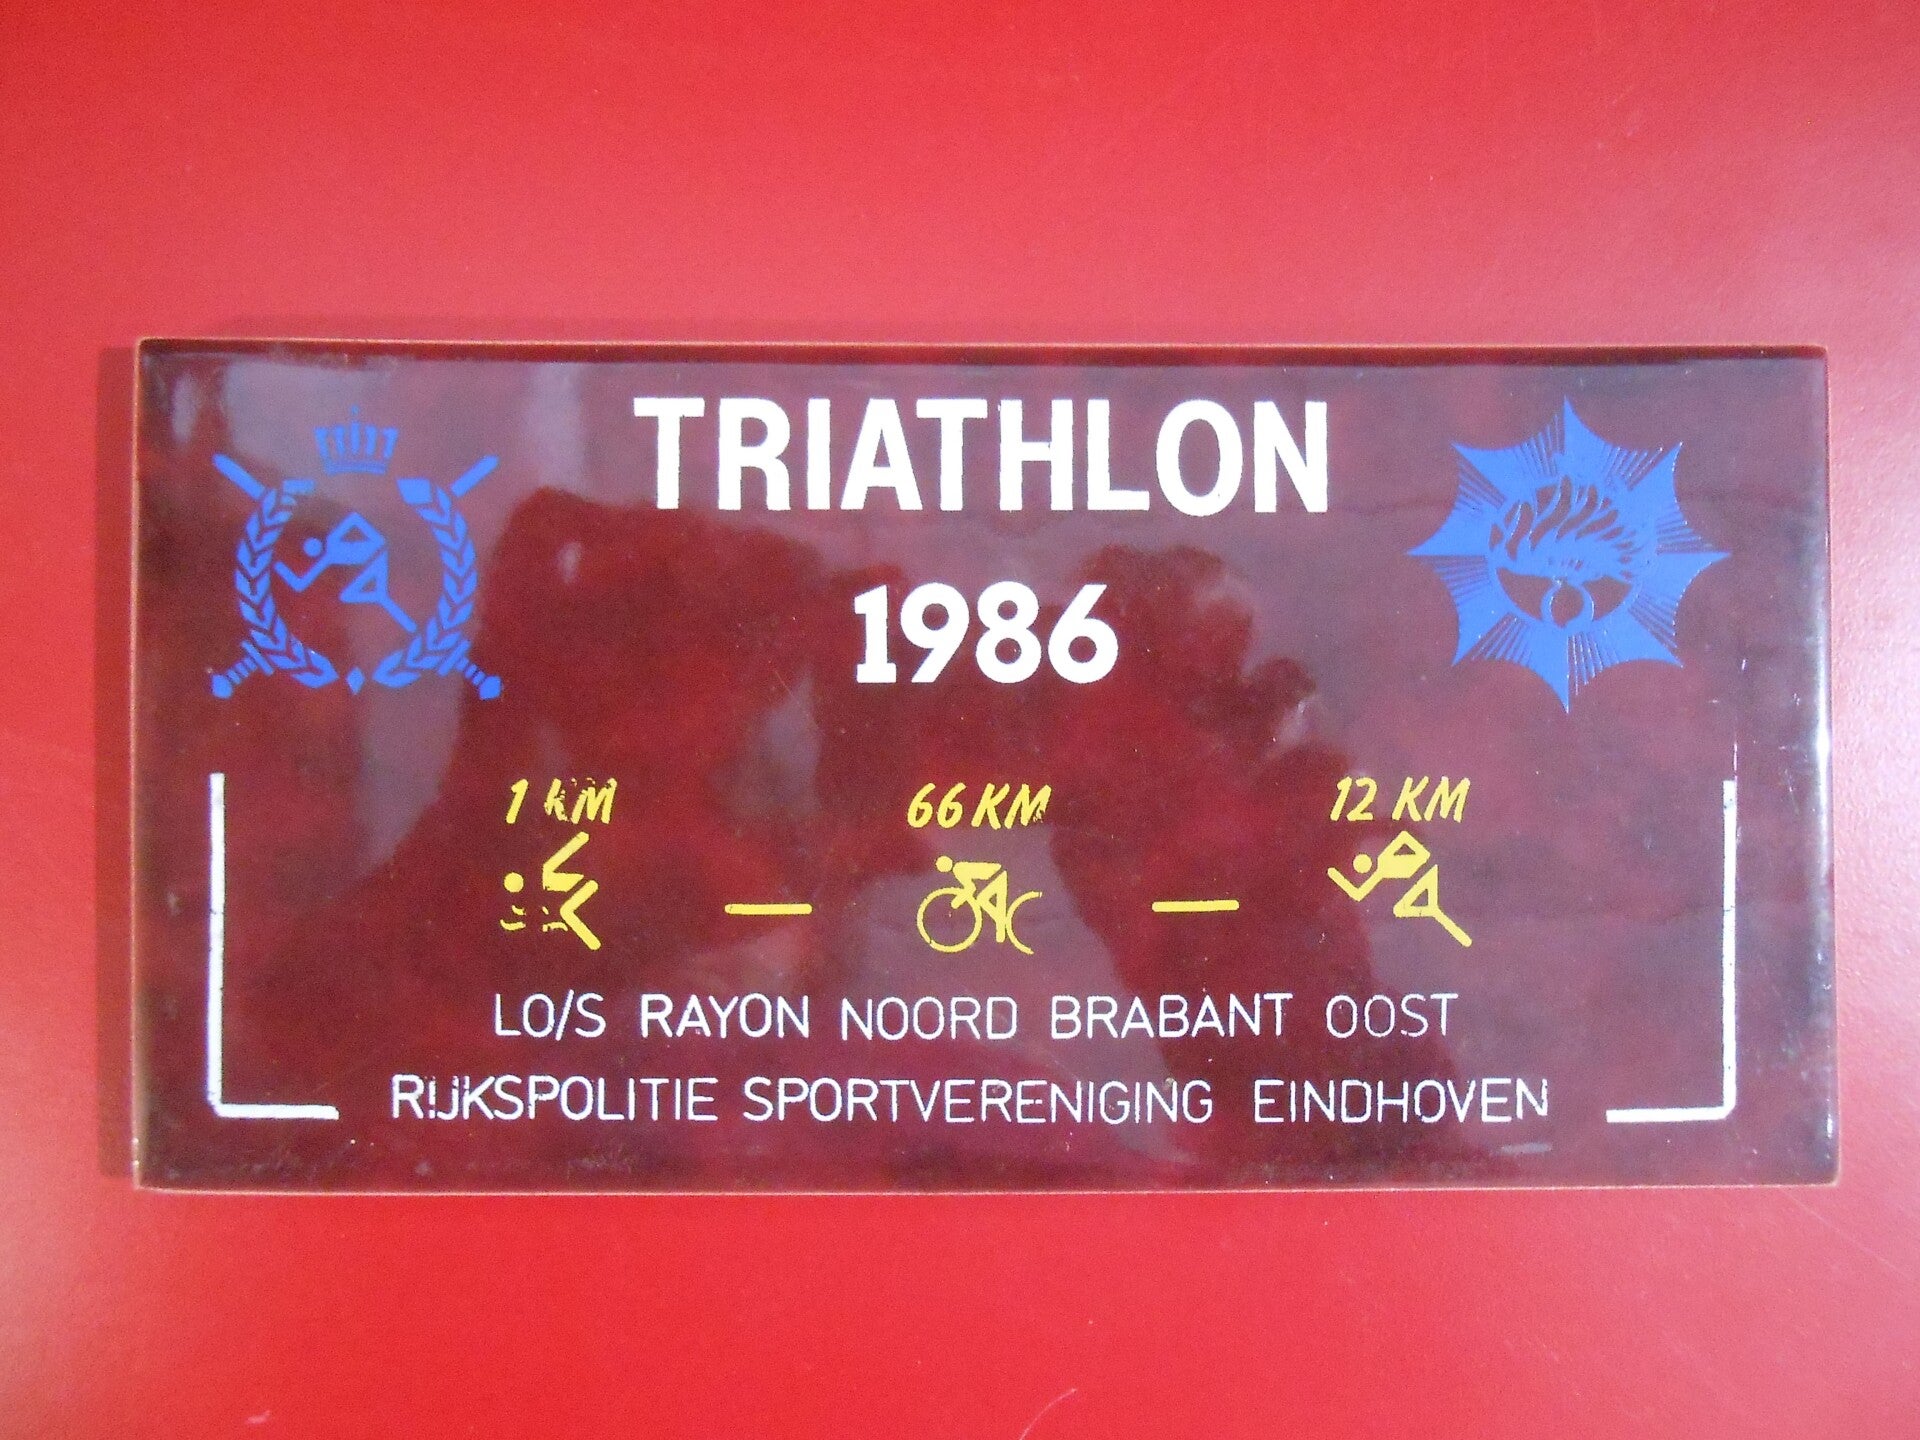 TRIATHLON
1986
1 KM 66 KM 12 KM
LO/S RAYON NOORD BRABANT OOST
RIJKSPOLITIE SPORTVERENIGING EINDHOVEN